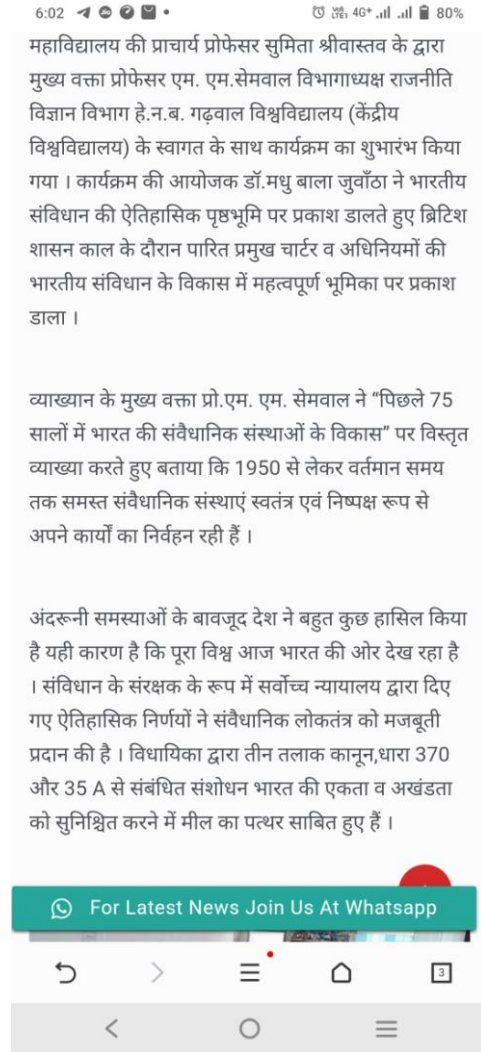 6:02
4G+ 80%
महाविद्यालय की प्राचार्य प्रोफेसर सुमिता श्रीवास्तव के द्वारा
मुख्य वक्ता प्रोफेसर एम. एम.सेमवाल विभागाध्यक्ष राजनीति
विज्ञान विभाग हे.न.ब. गढ़वाल विश्वविद्यालय (केंद्रीय
विश्वविद्यालय) के स्वागत के साथ कार्यक्रम का शुभारंभ किया
गया । कार्यक्रम की आयोजक डॉ.मधु बाला जुवाँठा ने भारतीय
संविधान की ऐतिहासिक पृष्ठभूमि पर प्रकाश डालते हुए ब्रिटिश
शासन काल के दौरान पारित प्रमुख चार्टर व अधिनियमों की
भारतीय संविधान के विकास में महत्वपूर्ण भूमिका पर प्रकाश
डाला ।
व्याख्यान के मुख्य वक्ता प्रो.एम. एम. सेमवाल ने “पिछले 75
सालों में भारत की संवैधानिक संस्थाओं के विकास” पर विस्तृत
व्याख्या करते हुए बताया कि 1950 से लेकर वर्तमान समय
तक समस्त संवैधानिक संस्थाएं स्वतंत्र एवं निष्पक्ष रूप से
अपने कार्यों का निर्वहन रही हैं ।
अंदरूनी समस्याओं के बावजूद देश ने बहुत कुछ हासिल किया
है यही कारण है कि पूरा विश्व आज भारत की ओर देख रहा है
। संविधान के संरक्षक के रूप में सर्वोच्च न्यायालय द्वारा दिए
गए ऐतिहासिक निर्णयों ने संवैधानिक लोकतंत्र को मजबूती
प्रदान की है । विधायिका द्वारा तीन तलाक कानून,धारा 370
और 35 A से संबंधित संशोधन भारत की एकता व अखंडता
को सुनिश्चित करने में मील का पत्थर साबित हुए हैं ।
For Latest News Join Us At Whatsapp
3